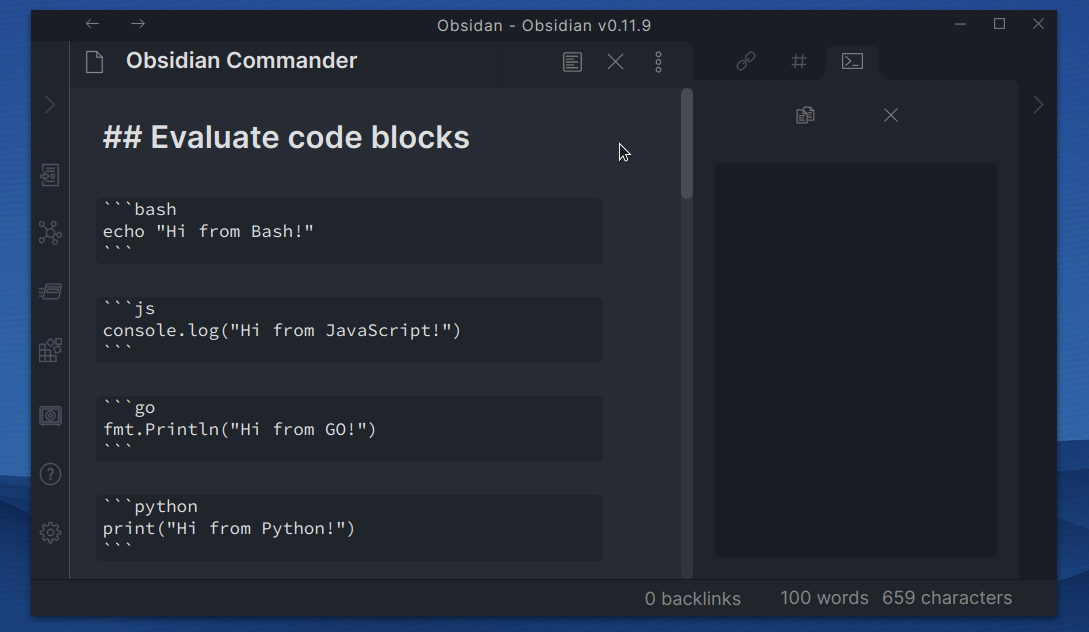 Obsidan - Obsidian v0.11.9
Obsidian Commander
## Evaluate code blocks
```bash
echo "Hi from Bash!"
```
```js
console.log("Hi from JavaScript!")
```
```go
fmt.Println("Hi from GO!")
```
```python
print("Hi from Python!")
```
0 backlinks 100 words 659 characters